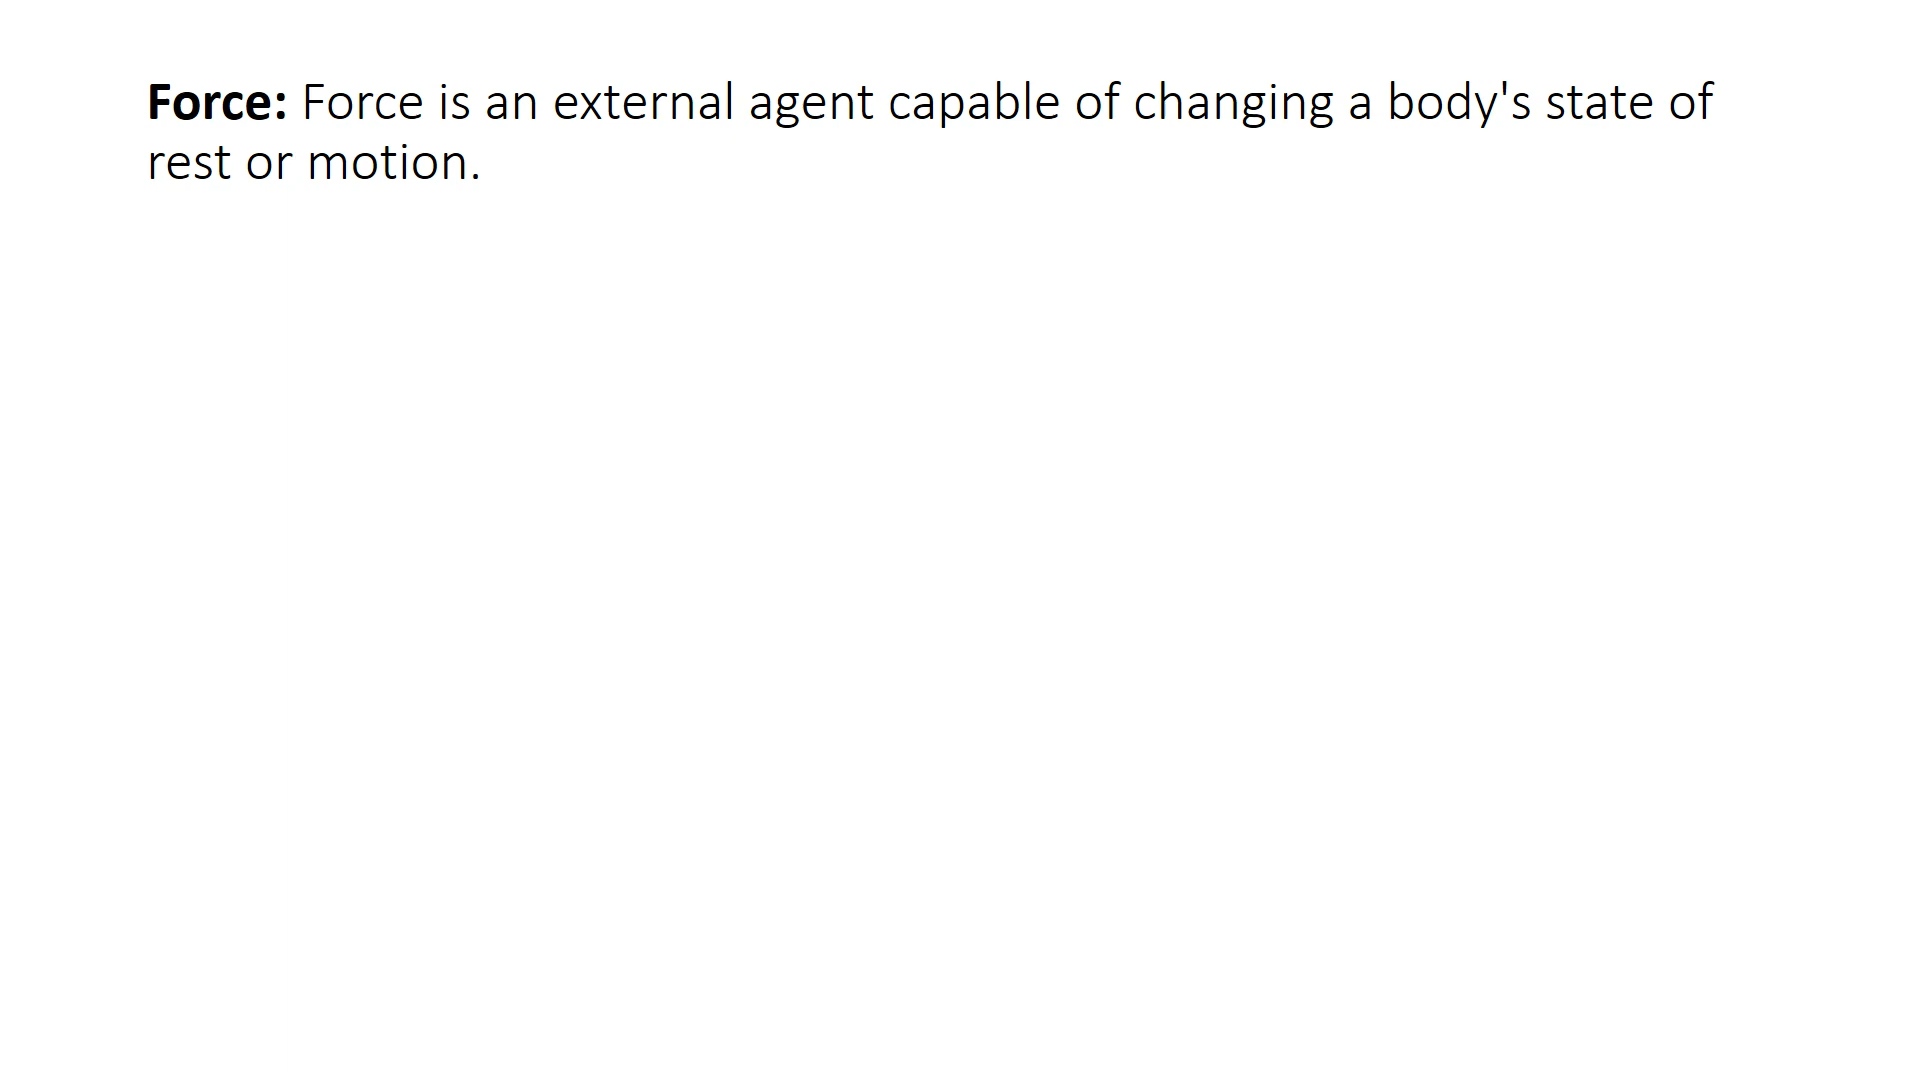 Force: Force is an external agent capable of changing a body's state of
rest or motion.